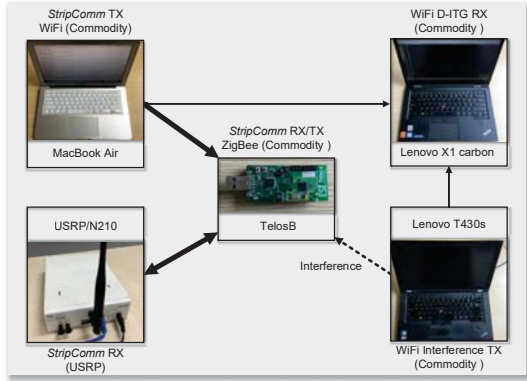 StripComm TX
WiFi (Commodity)
MacBook Air
WiFi D-ITG RX
(Commodity )
Lenovo X1 carbon
StripComm RX/TX
ZigBee (Commodity )
TelosB
USRP/N210
StripComm RX
(USRP)
Interference
Lenovo T430s
WiFi Interference TX
(Commodity )